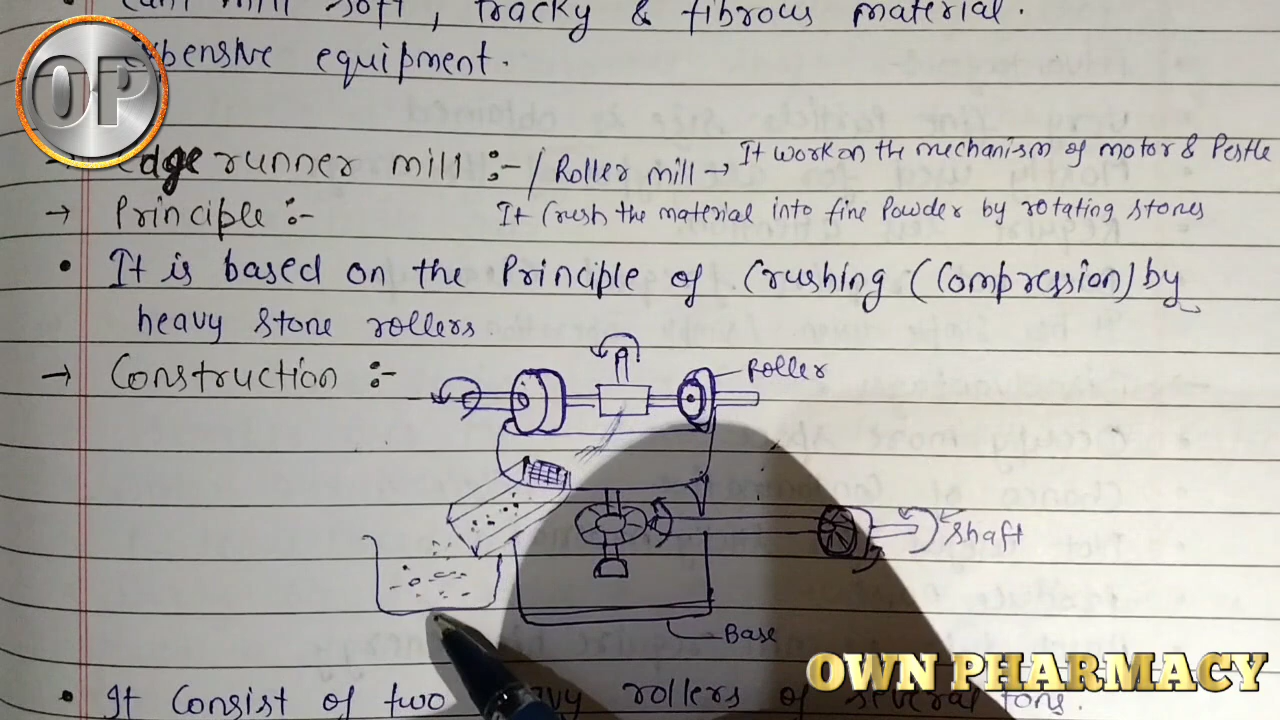 Can't mill soft, tracky & fibrous material.
Expensive equipment.
OP
→ Edge runner mill :- / Roller mill → It work on the mechanism of motor & Pestle
→ Principle :- It Crush the material into fine Powder by rotating stones
• It is based on the Principle of Crushing (Compression) by
heavy stone rollers.
→ Construction :-
Roller
Shaft
Base
OWN PHARMACY
• It Consist of two heavy rollers of several tons.